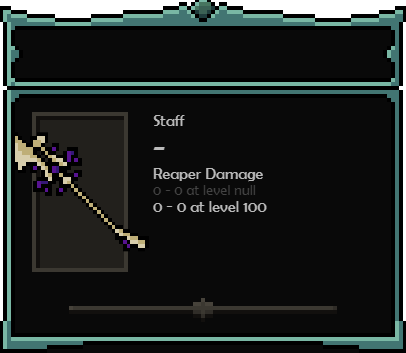 Staff
–
Reaper Damage
0 - 0 at level null
0 - 0 at level 100